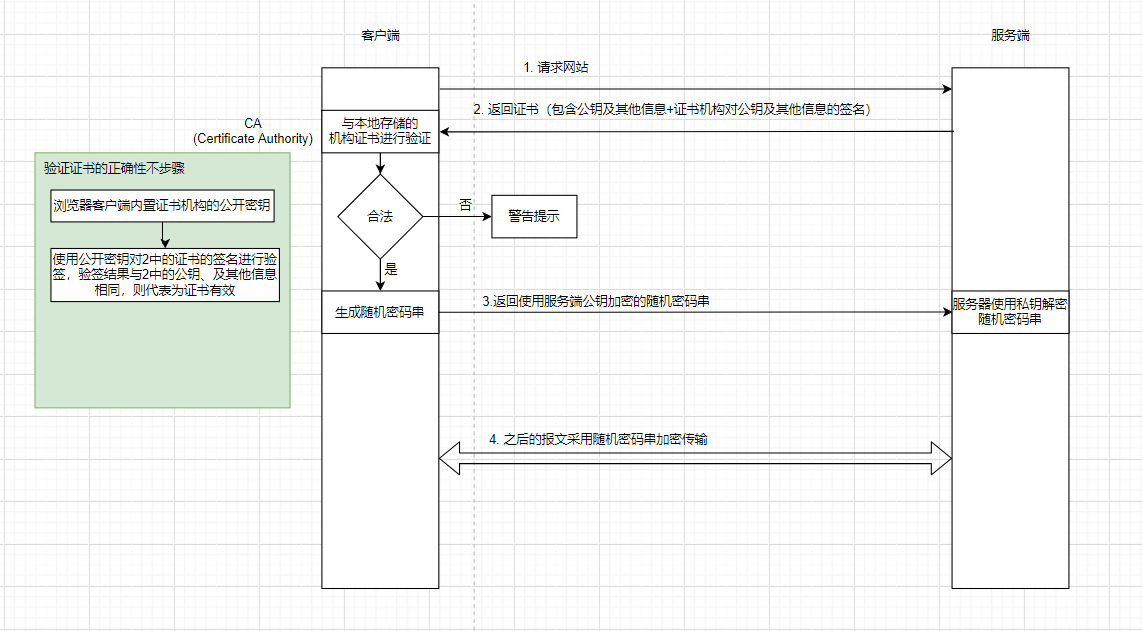 客户端
服务端
1. 请求网站
2. 返回证书（包含公钥及其他信息+证书机构对公钥及其他信息的签名）
CA
(Certificate Authority)
与本地存储的
机构证书进行验证
验证证书的正确性不步骤
浏览器客户端内置证书机构的公开密钥
使用公开密钥对2中的证书的签名进行验
签，验签结果与2中的公钥、及其他信息
相同，则代表为证书有效
合法
否
警告提示
是
生成随机密码串
3.返回使用服务端公钥加密的随机密码串
服务器使用私钥解密
随机密码串
4. 之后的报文采用随机密码串加密传输